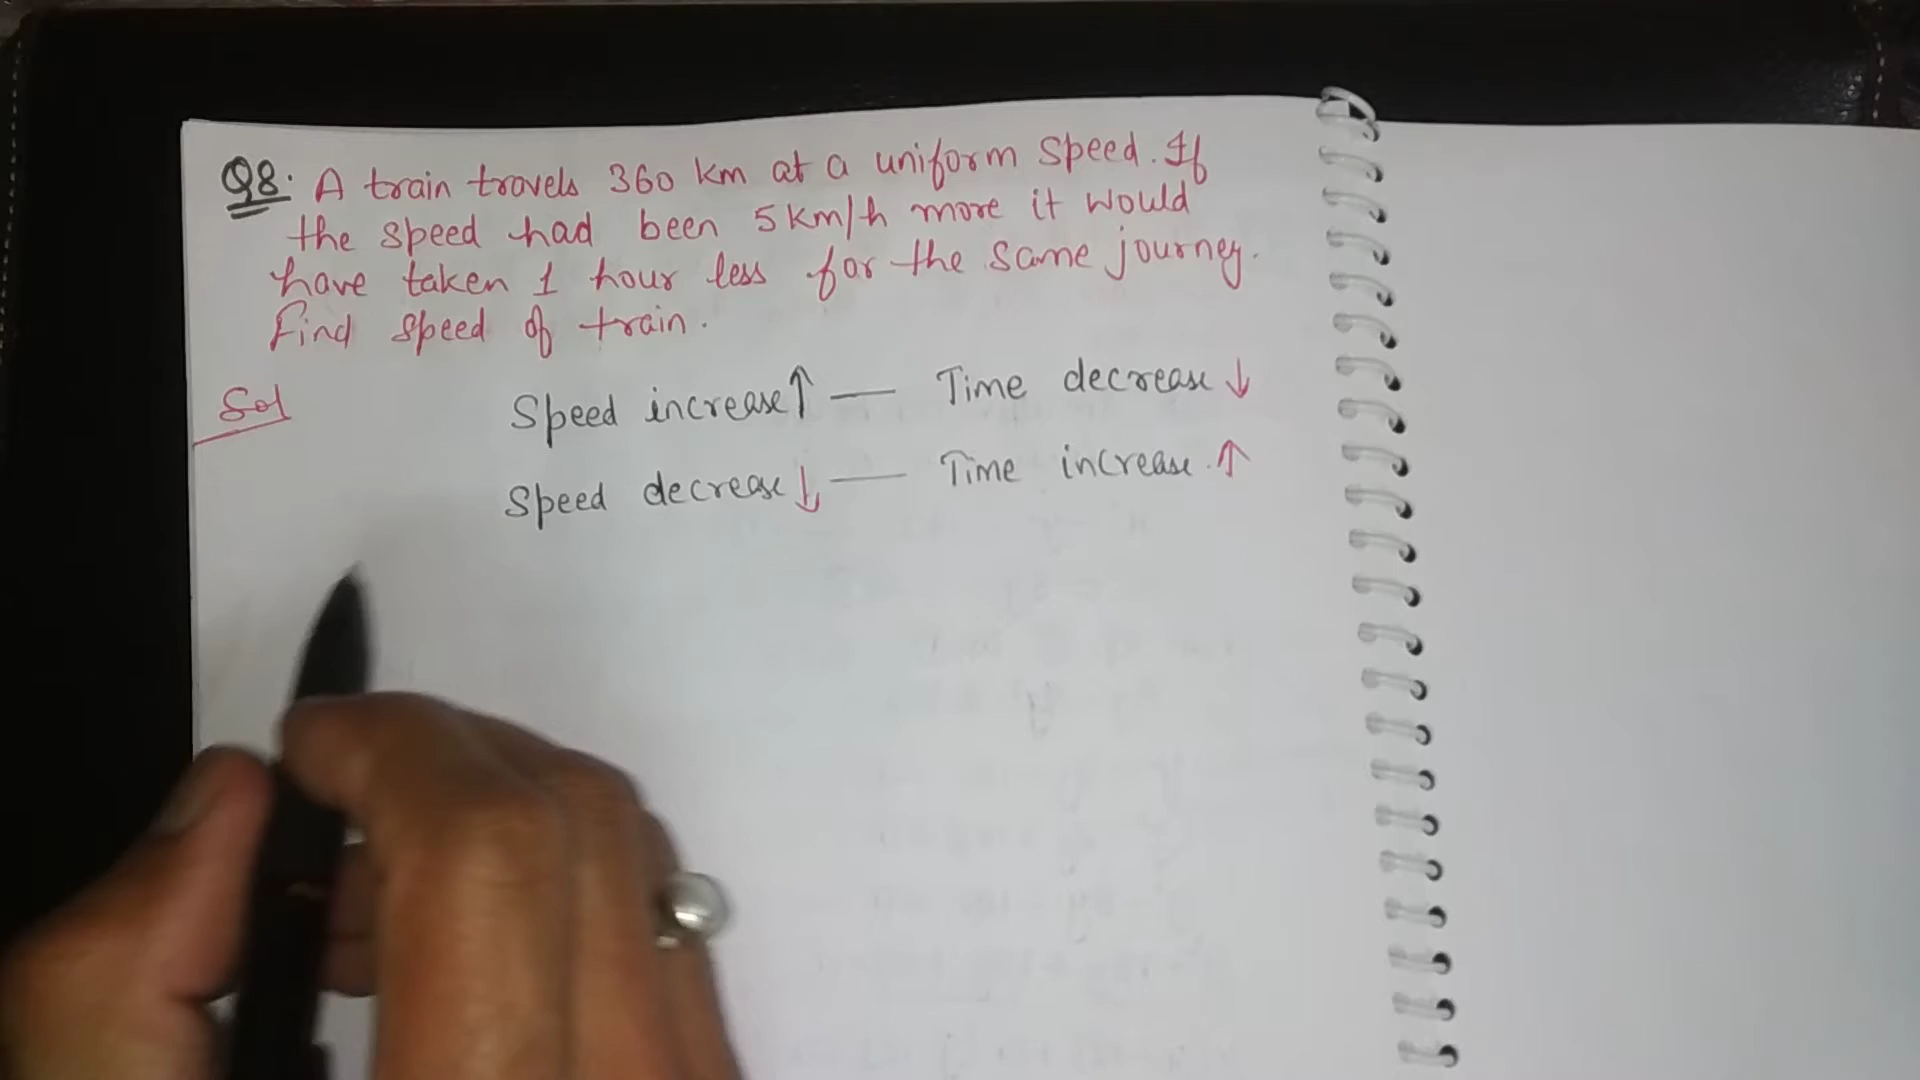 Q8. A train travels 360 km at a uniform speed. If
the speed had been 5 km/h more it would
have taken 1 hour less for the same journey.
Find speed of train.
Sol
Speed increase ↑ — Time decrease ↓
Speed decrease ↓ — Time increase. ↑